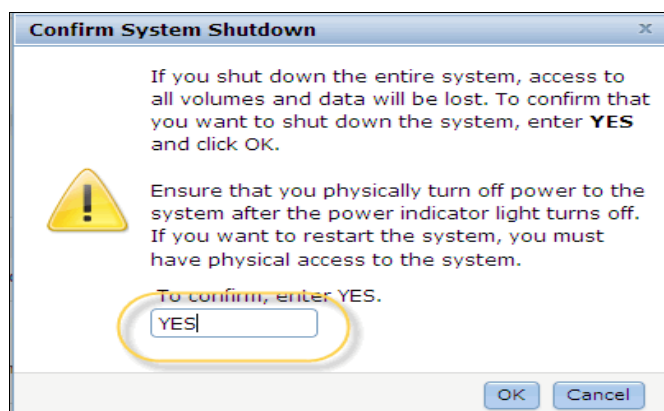 Confirm System Shutdown
x
If you shut down the entire system, access to
all volumes and data will be lost. To confirm that
you want to shut down the system, enter YES
and click OK.
Ensure that you physically turn off power to the
system after the power indicator light turns off.
If you want to restart the system, you must
have physical access to the system.
To confirm, enter YES.
YES
OK Cancel